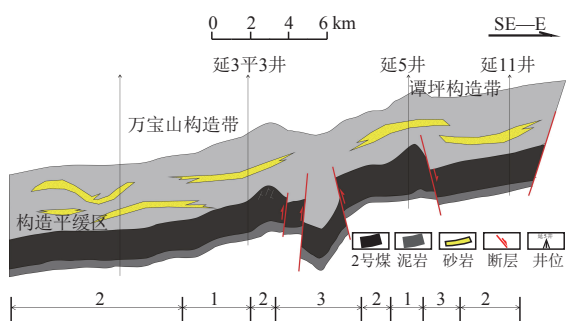 0 2 4 6 km
SE—E
延3平3井
延5井
延11井
谭坪构造带
万宝山构造带
构造平缓区
2号煤
泥岩
砂岩
断层
井位
2 1 2 3 2 1 3 2